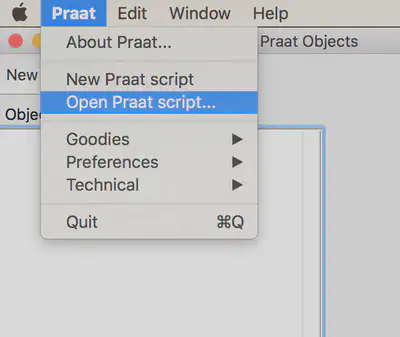 Praat Edit Window Help
Praat Objects
New
About Praat...
New Praat script
Open Praat script...
Objec
Goodies ▶
Preferences ▶
Technical ▶
Quit ⌘Q